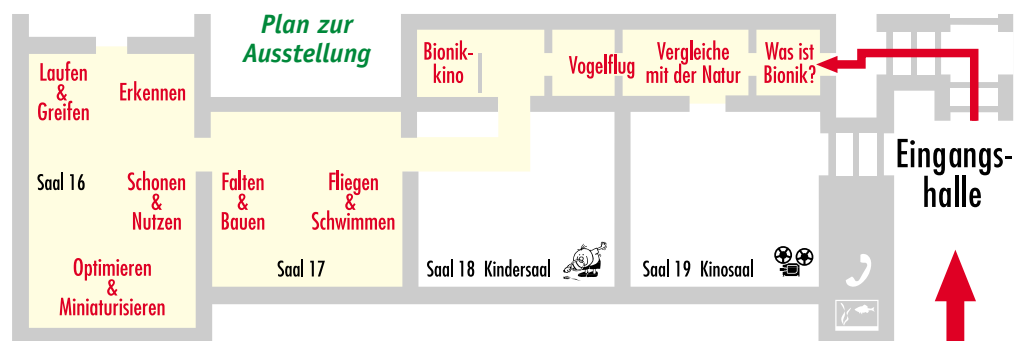 Plan zur
Ausstellung
Bionik-
kino
Vogelflug
Vergleiche
mit der Natur
Was ist
Bionik?
Laufen
&
Greifen
Erkennen
Eingangs-
halle
Saal 16
Schonen
&
Nutzen
Falten
&
Bauen
Fliegen
&
Schwimmen
Optimieren
&
Miniaturisieren
Saal 17
Saal 18 Kindersaal
Saal 19 Kinosaal